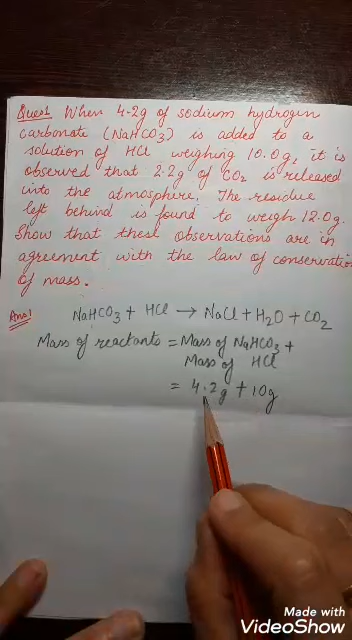 Quest When 4.2g of sodium hydrogen
carbonate (NaHCO3) is added to a
solution of HCl weighing 10.0g, it is
observed that 2.2g of CO2 is released
into the atmosphere. The residue
left behind is found to weigh 12.0g.
Show that these observations are in
agreement with the law of conservation
of mass.
Ans! NaHCO3 + HCl → NaCl + H2O + CO2
Mass of reactants = Mass of NaHCO3 +
Mass of HCl
= 4.2g + 10g
Made with
VideoShow